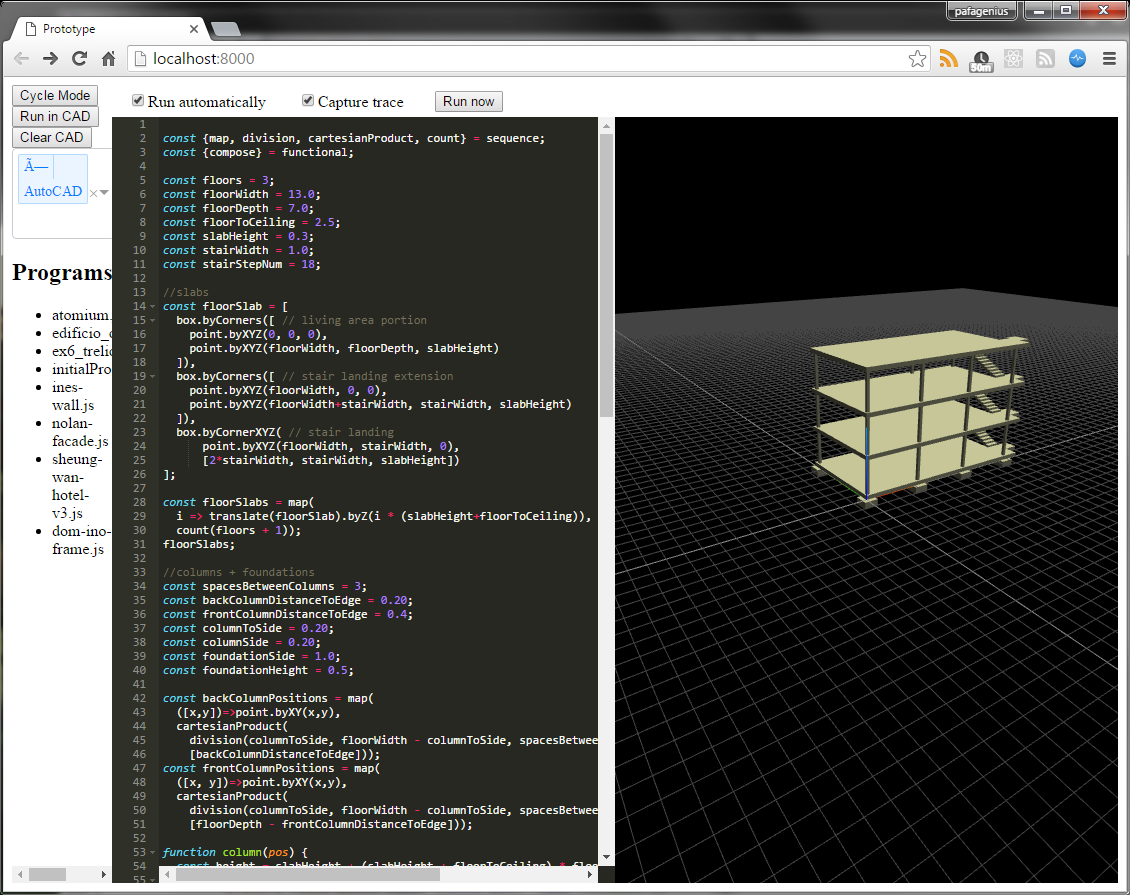 pafagenius
Prototype
localhost:8000
90m
Cycle Mode
Run in CAD
Clear CAD
Run automatically
Capture trace
Run now
Ã—
AutoCAD
Programs
atomium.
edificio_
ex6_trelic
initialPro
ines-
wall.js
nolan-
facade.js
sheung-
wan-
hotel-
v3.js
dom-ino-
frame.js
1
2 const {map, division, cartesianProduct, count} = sequence;
3 const {compose} = functional;
4
5 const floors = 3;
6 const floorWidth = 13.0;
7 const floorDepth = 7.0;
8 const floorToCeiling = 2.5;
9 const slabHeight = 0.3;
10 const stairWidth = 1.0;
11 const stairStepNum = 18;
12
13 //slabs
14 const floorSlab = [
15 box.byCorners([ // living area portion
16 point.byXYZ(0, 0, 0),
17 point.byXYZ(floorWidth, floorDepth, slabHeight)
18 ]),
19 box.byCorners([ // stair landing extension
20 point.byXYZ(floorWidth, 0, 0),
21 point.byXYZ(floorWidth+stairWidth, stairWidth, slabHeight)
22 ]),
23 box.byCornerXYZ( // stair landing
24 point.byXYZ(floorWidth, stairWidth, 0),
25 [2*stairWidth, stairWidth, slabHeight])
26 ];
27
28 const floorSlabs = map(
29 i => translate(floorSlab).byZ(i * (slabHeight+floorToCeiling)),
30 count(floors + 1));
31 floorSlabs;
32
33 //columns + foundations
34 const spacesBetweenColumns = 3;
35 const backColumnDistanceToEdge = 0.20;
36 const frontColumnDistanceToEdge = 0.4;
37 const columnToSide = 0.20;
38 const columnSide = 0.20;
39 const foundationSide = 1.0;
40 const foundationHeight = 0.5;
41
42 const backColumnPositions = map(
43 ([x,y])=>point.byXY(x,y),
44 cartesianProduct(
45 division(columnToSide, floorWidth - columnToSide, spacesBetwee
46 [backColumnDistanceToEdge]));
47 const frontColumnPositions = map(
48 ([x, y])=>point.byXY(x,y),
49 cartesianProduct(
50 division(columnToSide, floorWidth - columnToSide, spacesBetwee
51 [floorDepth - frontColumnDistanceToEdge]));
52
53 function column(pos) {
54 const height = slabHeight + (slabHeight + floorToCeiling) * floo
55